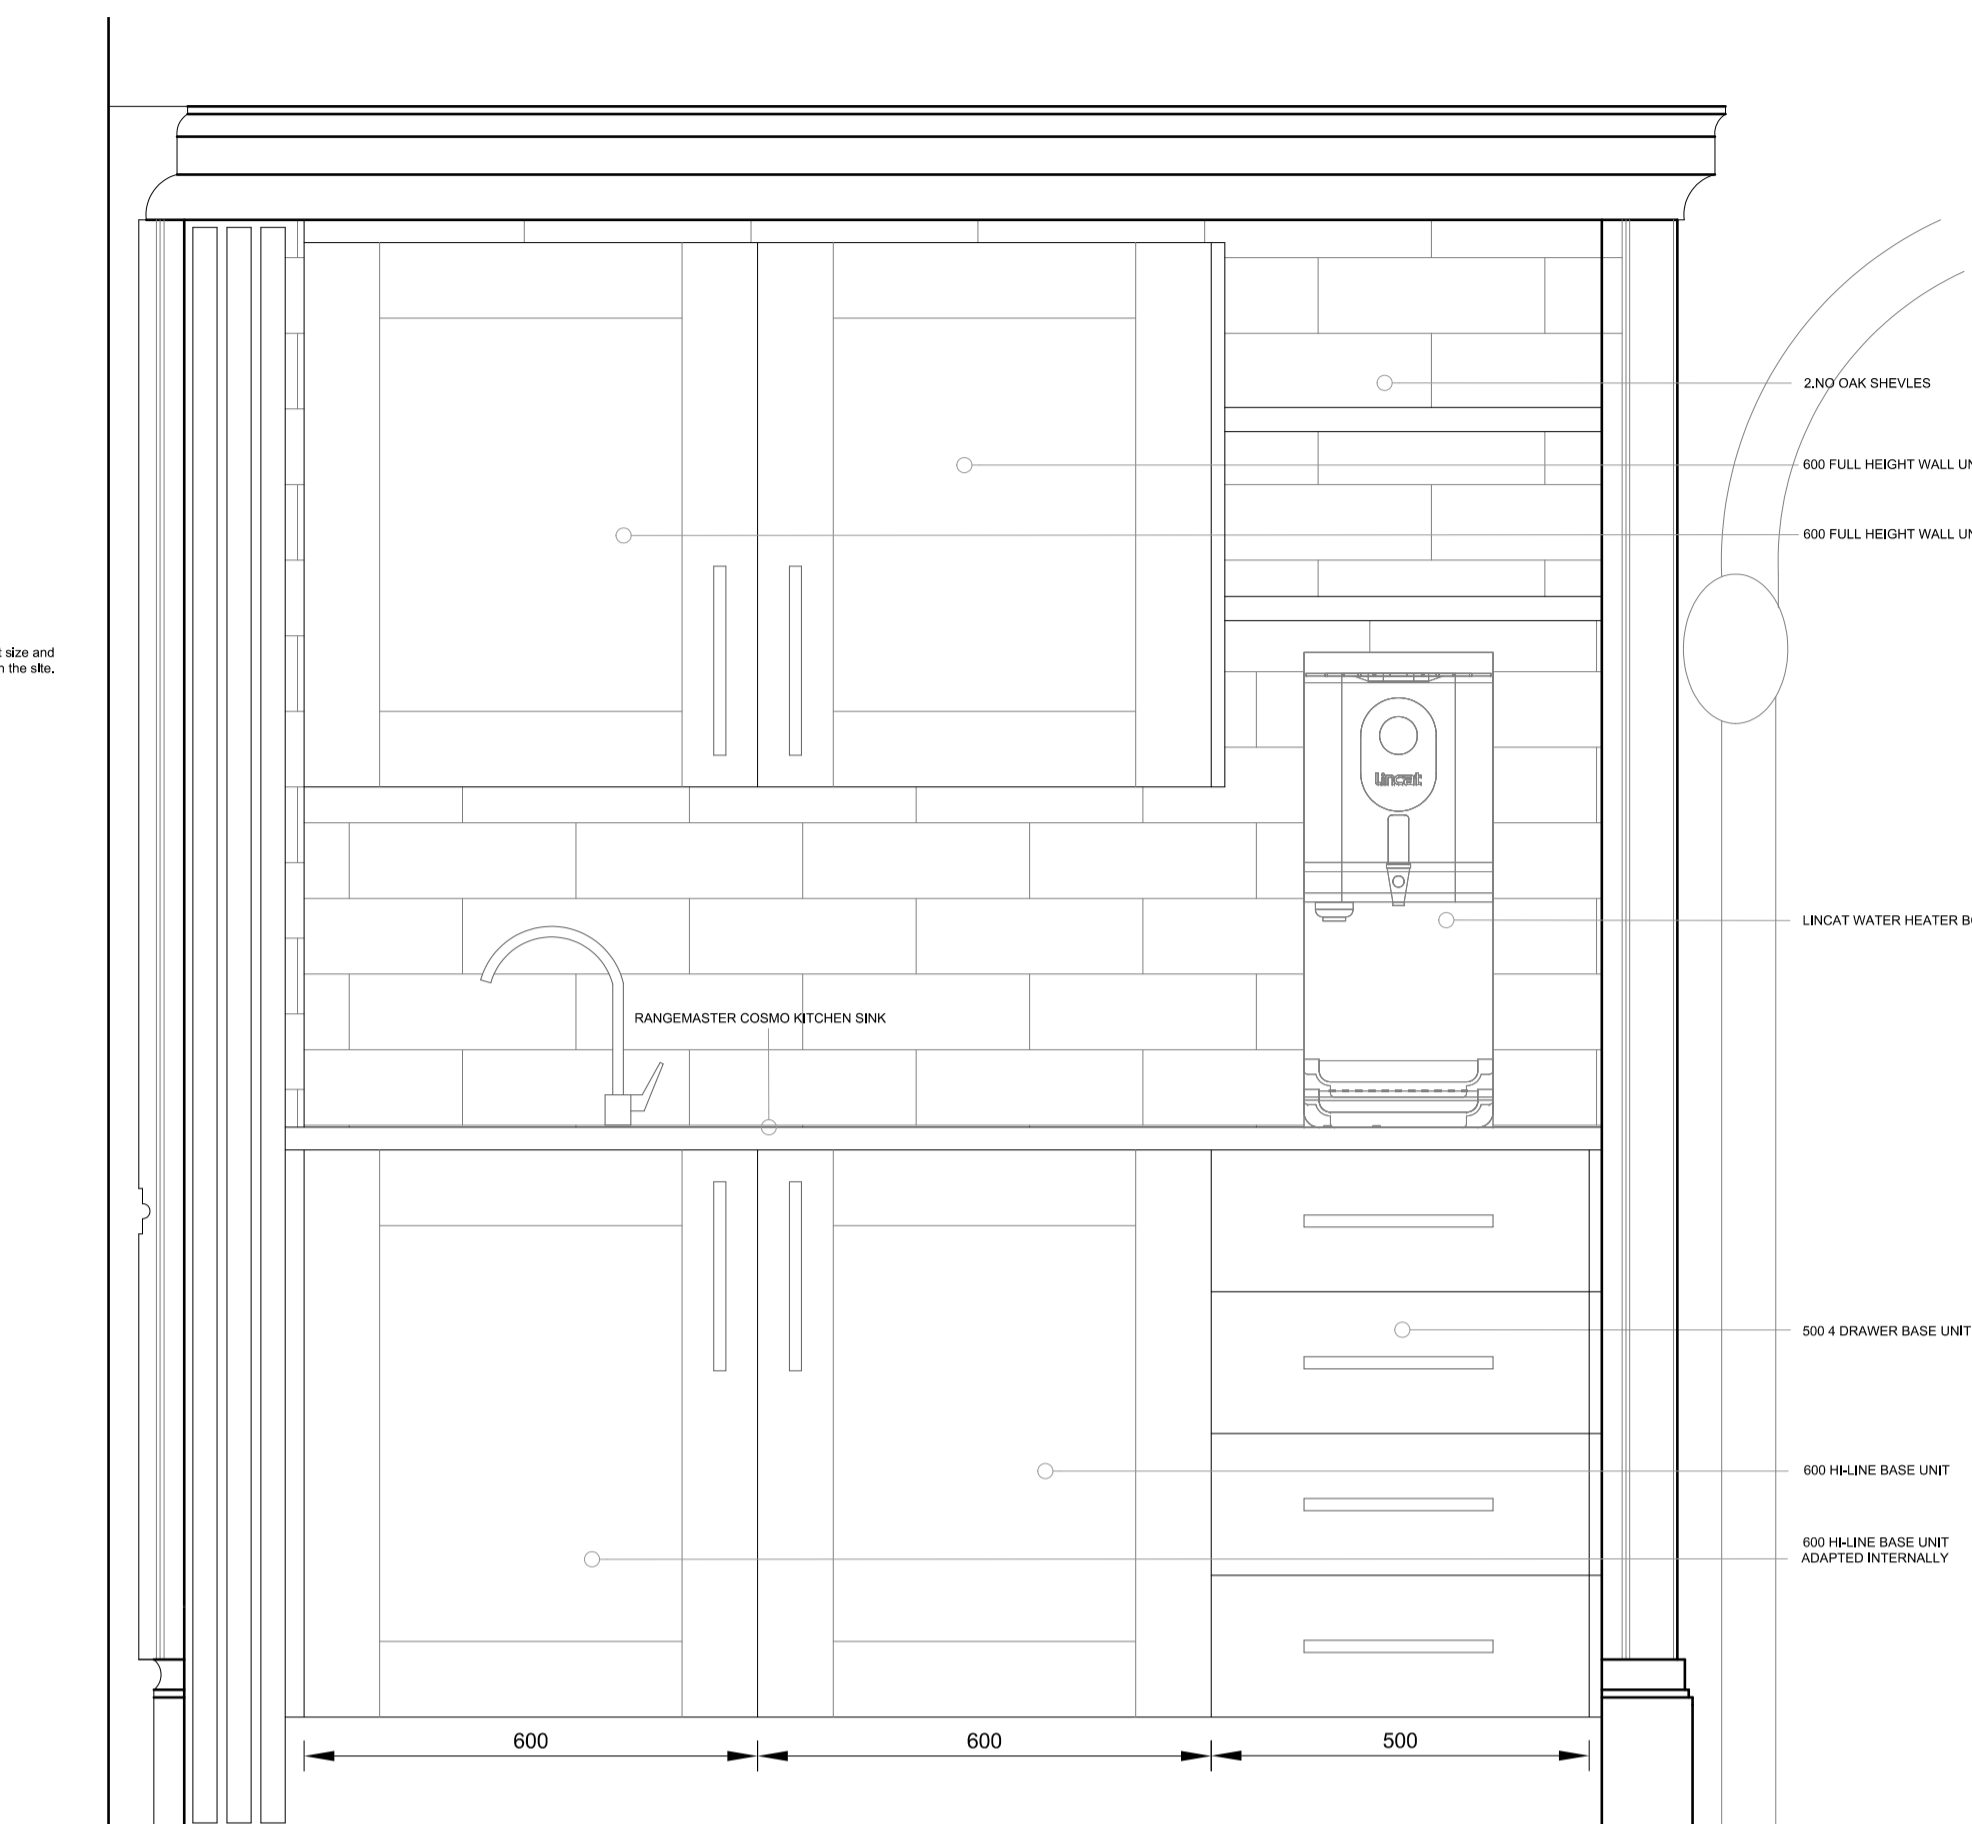 2.NO OAK SHEVLES
600 FULL HEIGHT WALL
600 FULL HEIGHT WALL
size and
the site.
Lincat
LINCAT WATER HEATER
RANGEMASTER COSMO KITCHEN SINK
500 4 DRAWER BASE UNIT
600 HI-LINE BASE UNIT
600 HI-LINE BASE UNIT
ADAPTED INTERNALLY
600
600
500